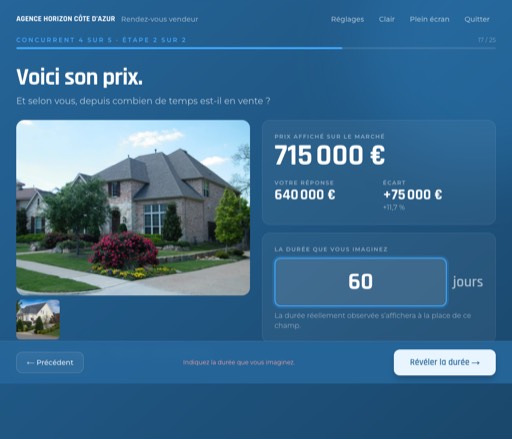 AGENCE HORIZON CÔTE D'AZUR Rendez-vous vendeur Réglages Clair Plein écran Quitter
CONCURRENT 4 SUR 5 · ÉTAPE 2 SUR 2 17 / 25
Voici son prix.
Et selon vous, depuis combien de temps est-il en vente ?
PRIX AFFICHÉ SUR LE MARCHÉ
715 000 €
VOTRE RÉPONSE ÉCART
640 000 € +75 000 €
+11,7 %
LA DURÉE QUE VOUS IMAGINEZ
60 jours
La durée réellement observée s'affichera à la place de ce
champ.
← Précédent Indiquez la durée que vous imaginez. Révéler la durée →